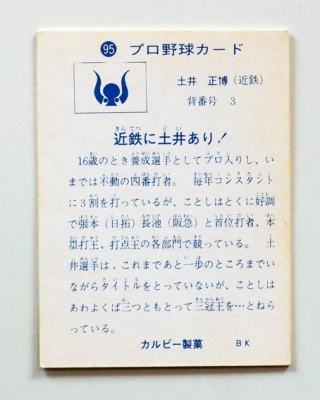 95 プロ野球カード
土井 正博(近鉄)
背番号 3
近鉄に土井あり!
16歳のとき養成選手としてプロ入りし、い
までは不動の四番打者。 毎年コンスタント
に3割を打っているが、ことしはとくに好調
で張本(日拓)長池(阪急)と首位打者、本
塁打王、打点王の各部門で競っている。 土
井選手は、これまであと一歩のところまでい
ながらタイトルをとっていないが、ことしは
あわよくば三つともとって三冠王を…とねら
っている。
カルビー製菓 BK